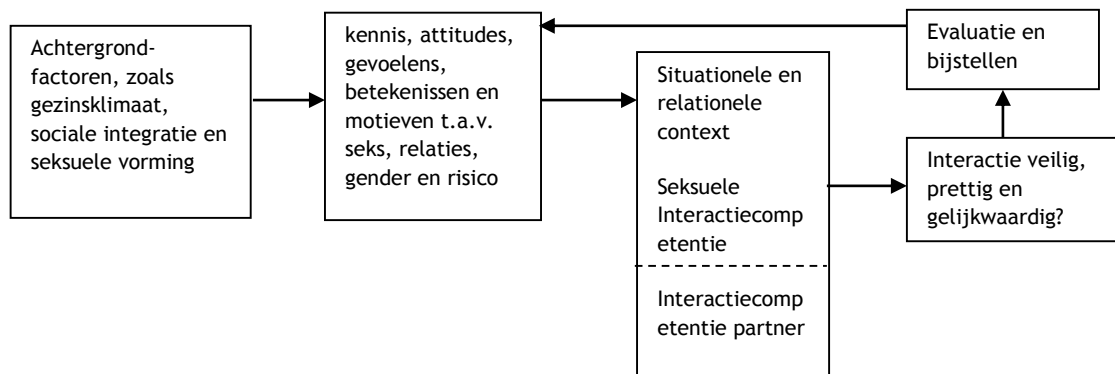 Achtergrond-
factoren, zoals
gezinsklimaat,
sociale integratie en
seksuele vorming
kennis, attitudes,
gevoelens,
betekenissen en
motieven t.a.v.
seks, relaties,
gender en risico
Situationele en
relationele
context
Seksuele
Interactiecomp
etentie
Interactiecomp
etentie partner
Evaluatie en
bijstellen
Interactie veilig,
prettig en
gelijkwaardig?